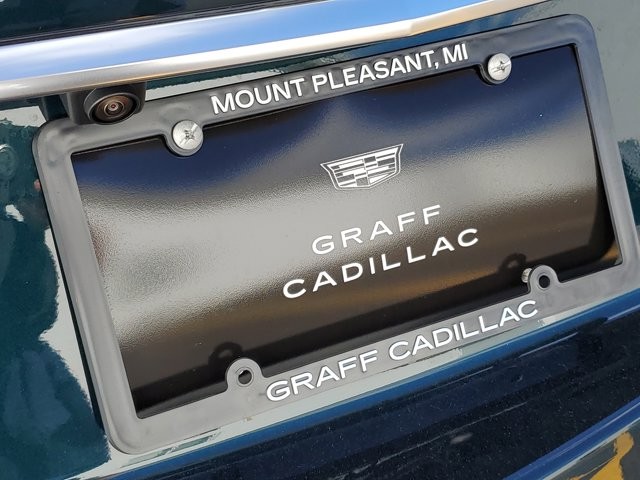 MOUNT PLEASANT, MI
GRAFF
CADILLAC
GRAFF CADILLAC